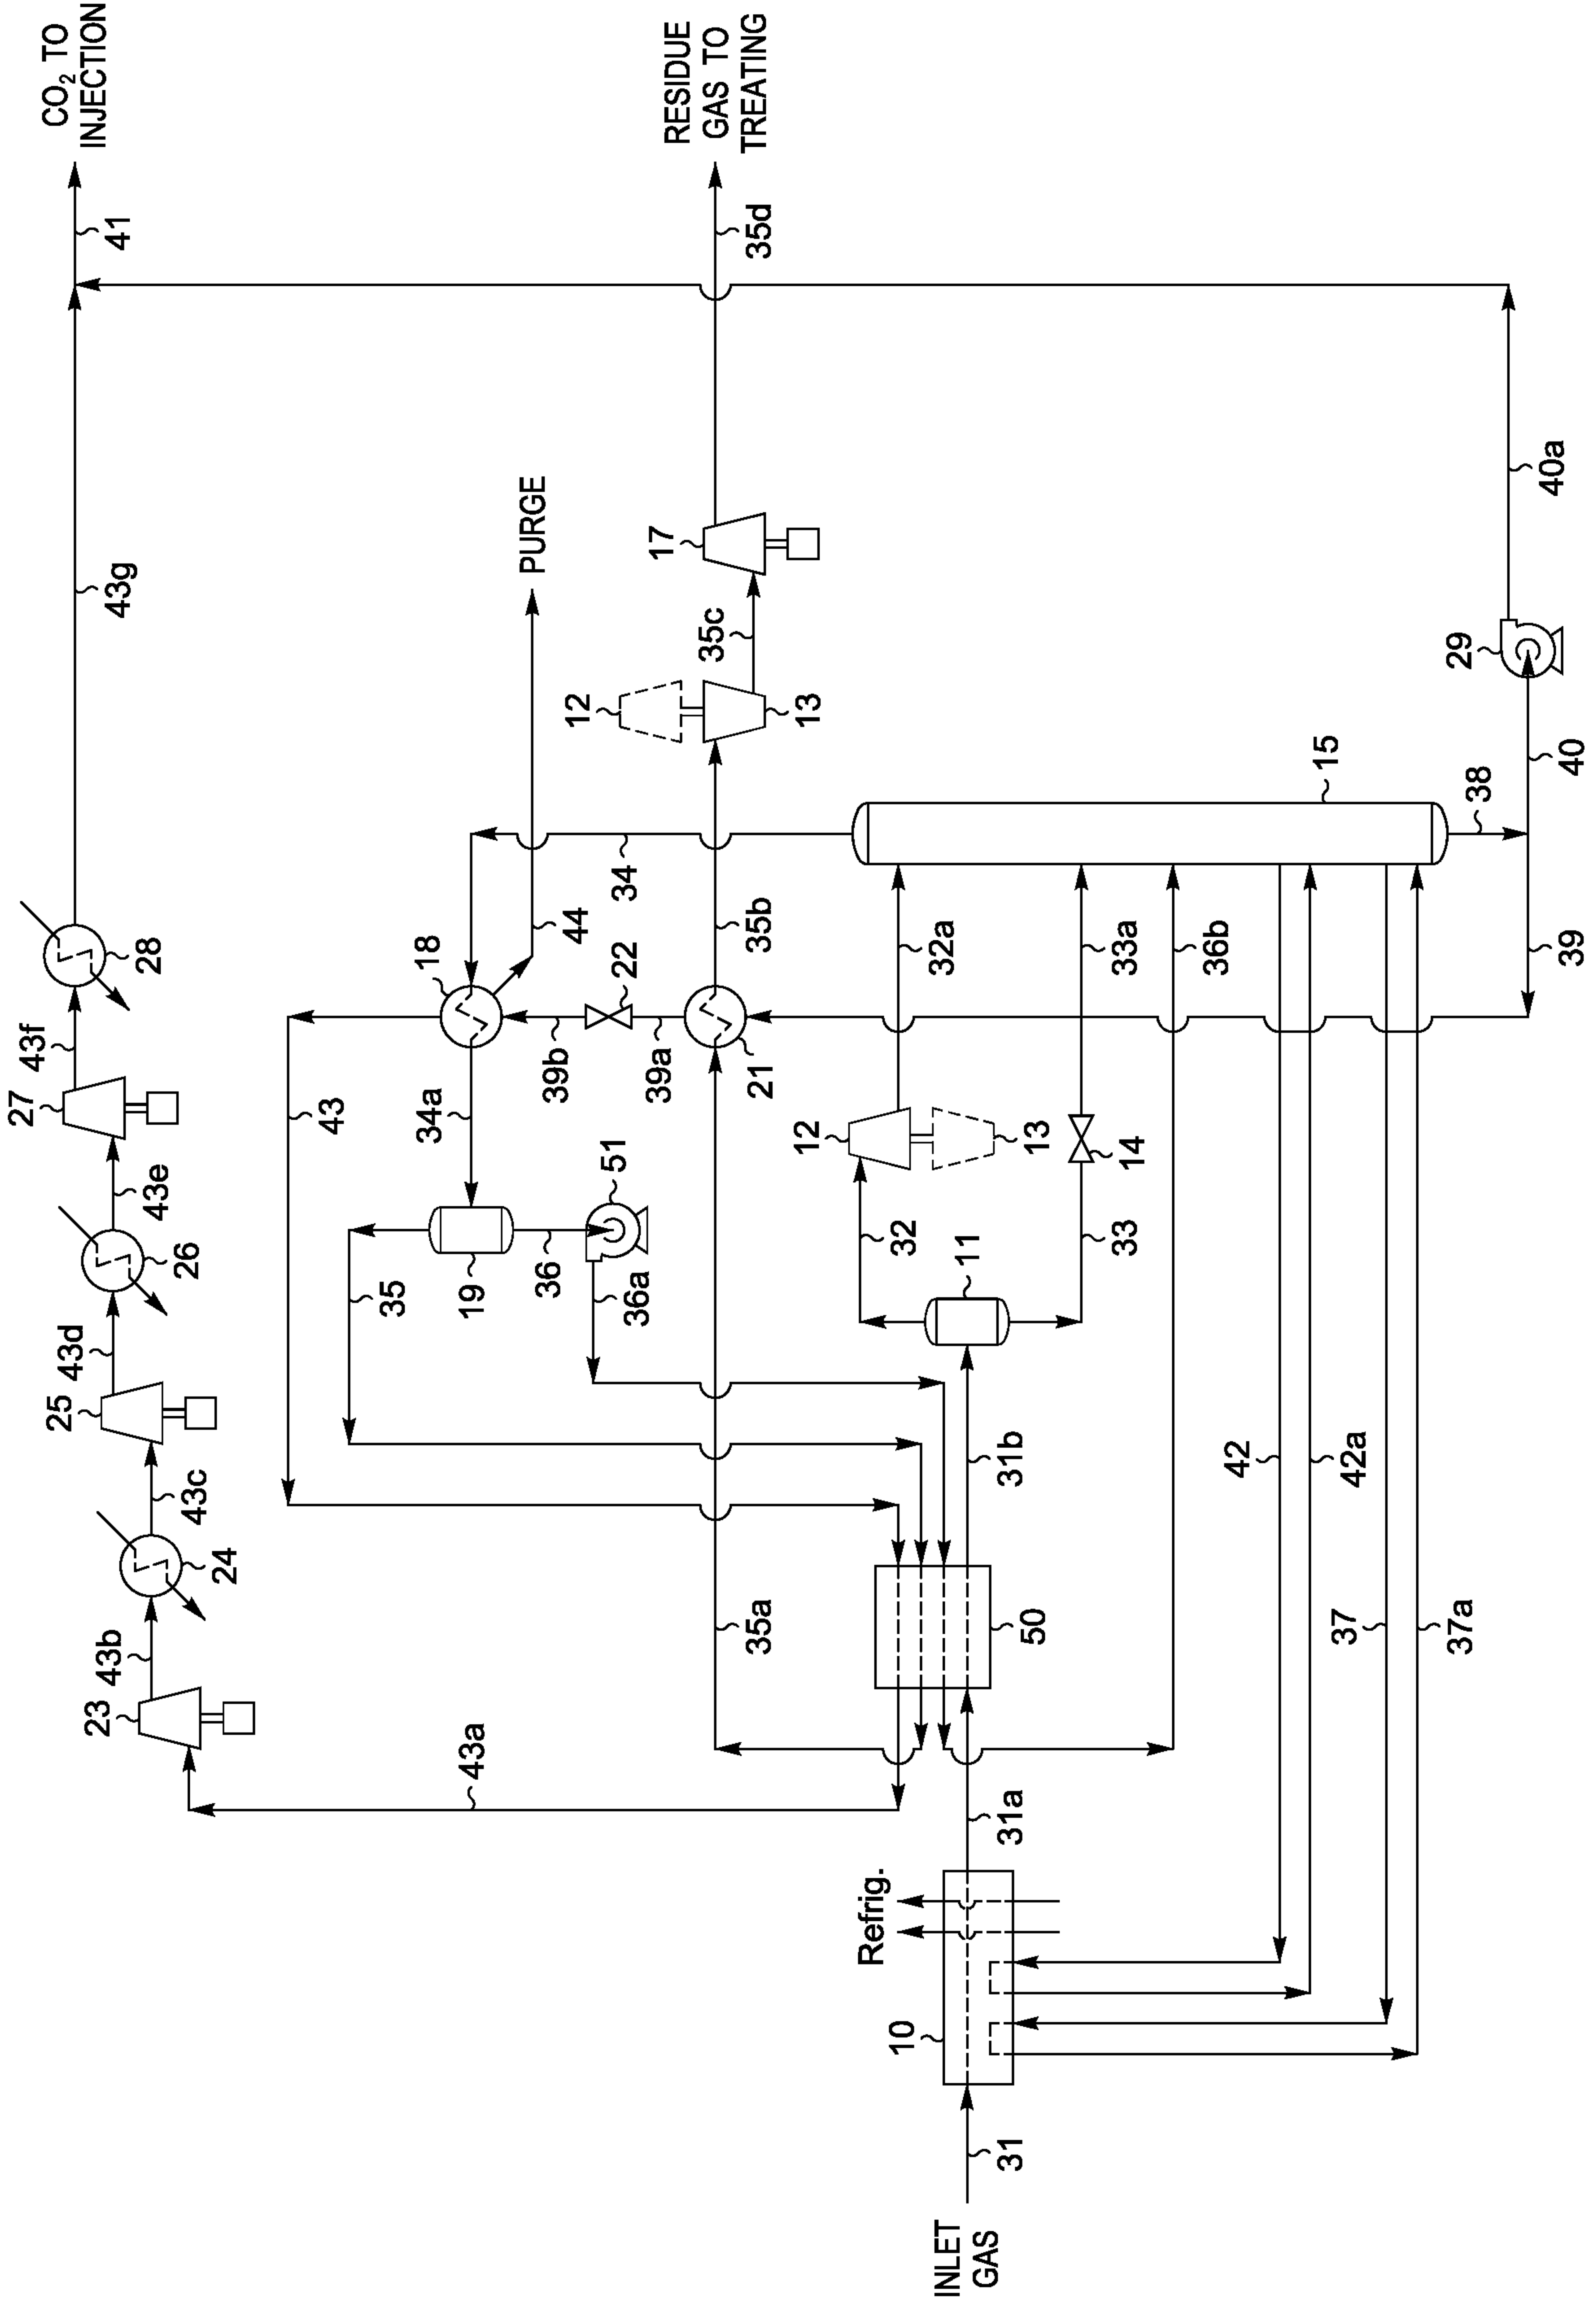 CO₂ TO
INJECTION
41
43g
28
43f
27
43e
26
43d
25
43c
24
43b
23
43a
RESIDUE
GAS TO
TREATING
35d
17
35c
12
13
PURGE
44
34
18
43
34a
39b
22
39a
21
35b
35
19
36
51
36a
35a
32a
33a
36b
12
13
14
32
33
11
31b
50
31a
Refrig.
10
31
INLET
GAS
42
42a
37
37a
15
38
40
39
29
40a